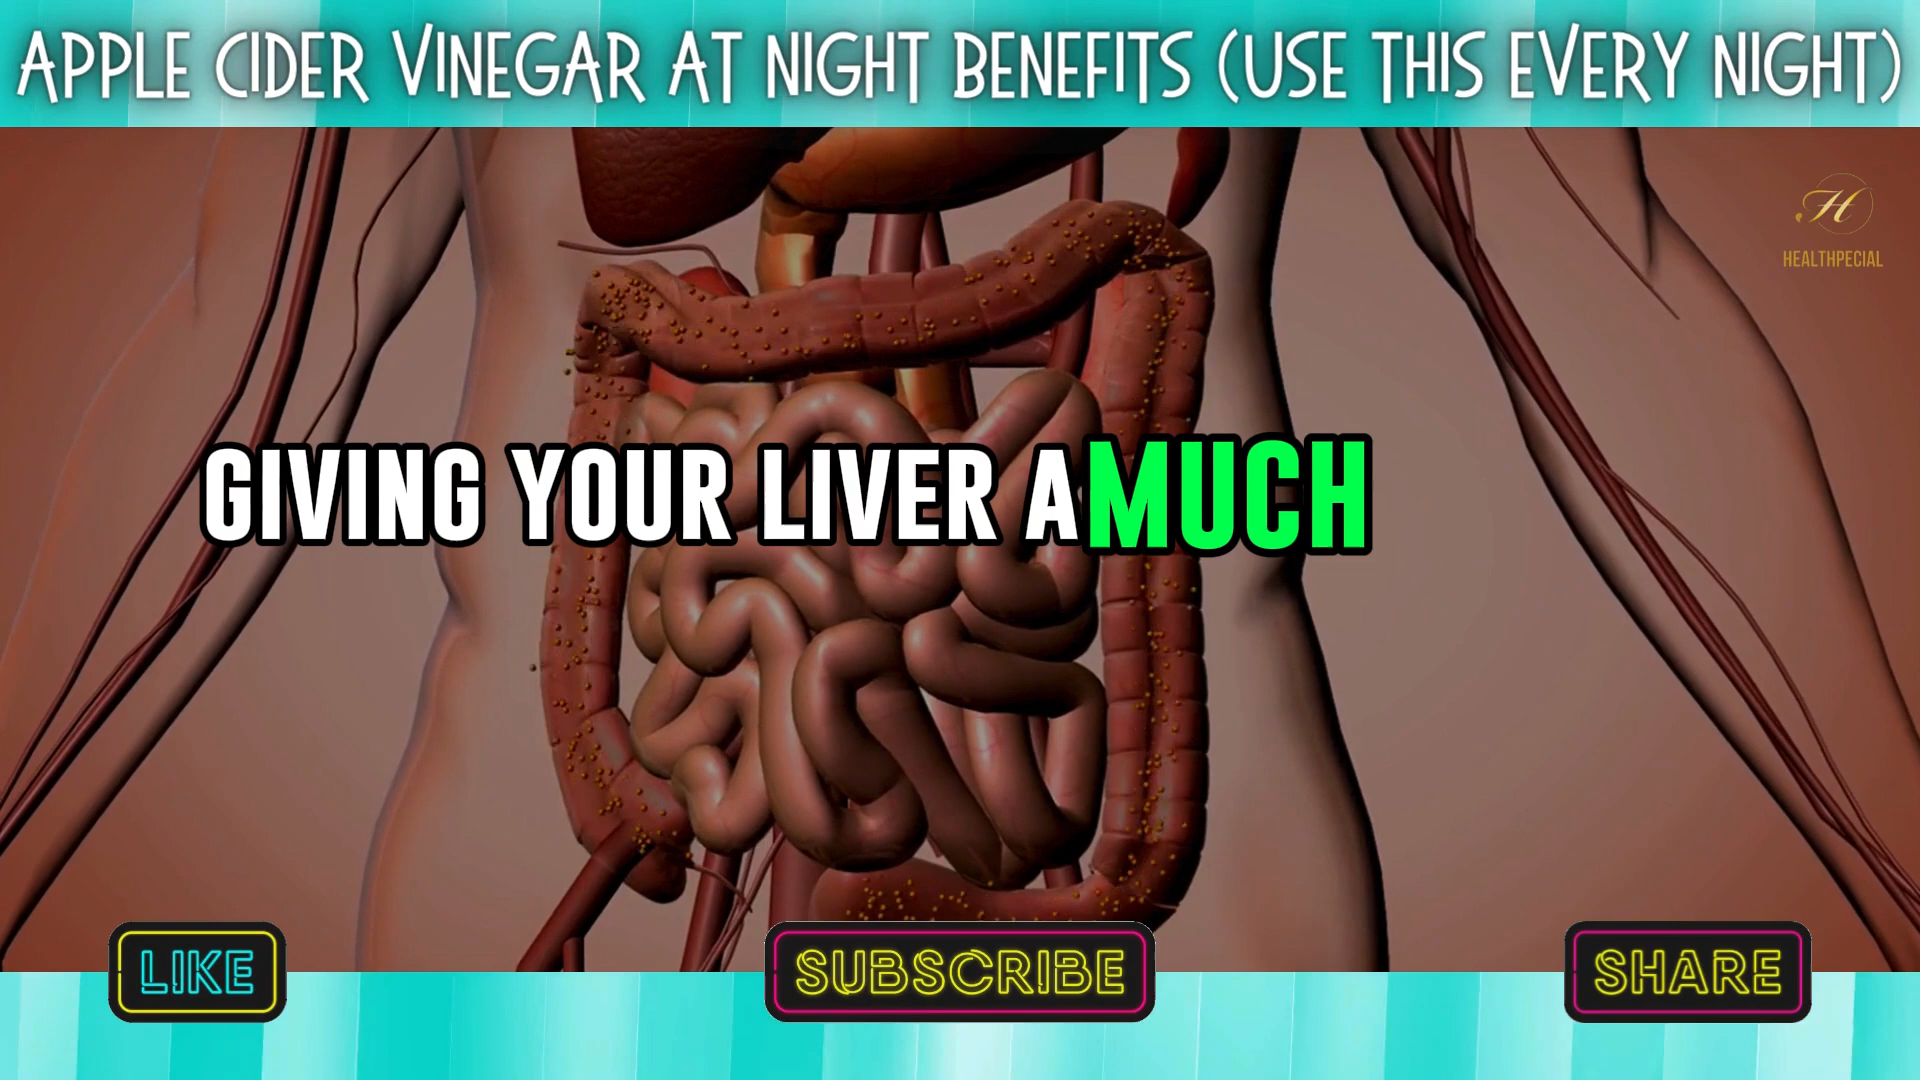 APPLE CIDER VINEGAR AT NIGHT BENEFITS (USE THIS EVERY NIGHT)
H
HEALTHPECIAL
GIVING YOUR LIVER A MUCH
LIKE
SUBSCRIBE
SHARE